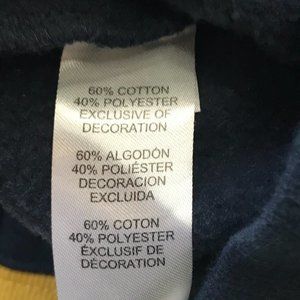 60% COTTON
40% POLYESTER
EXCLUSIVE OF
DECORATION
60% ALGODÓN
40% POLIÉSTER
DECORACION
EXCLUIDA
60% COTON
40% POLYESTER
EXCLUSIF DE
DÉCORATION